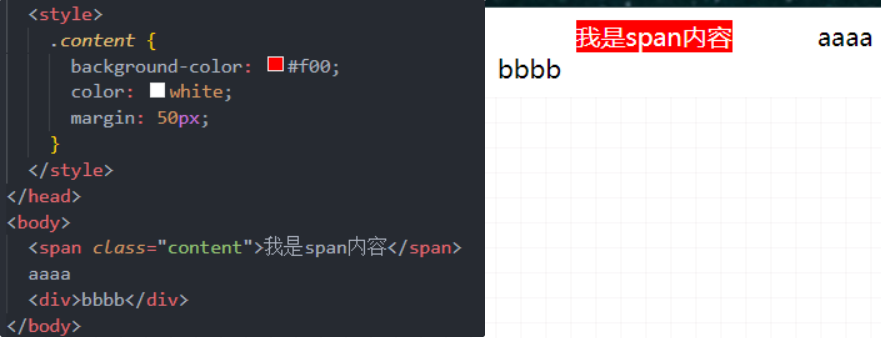 <style>
.content {
background-color: #f00;
color: white;
margin: 50px;
}
</style>
</head>
<body>
<span class="content">我是span内容</span>
aaaa
<div>bbbb</div>
</body>
我是span内容 aaaa
bbbb